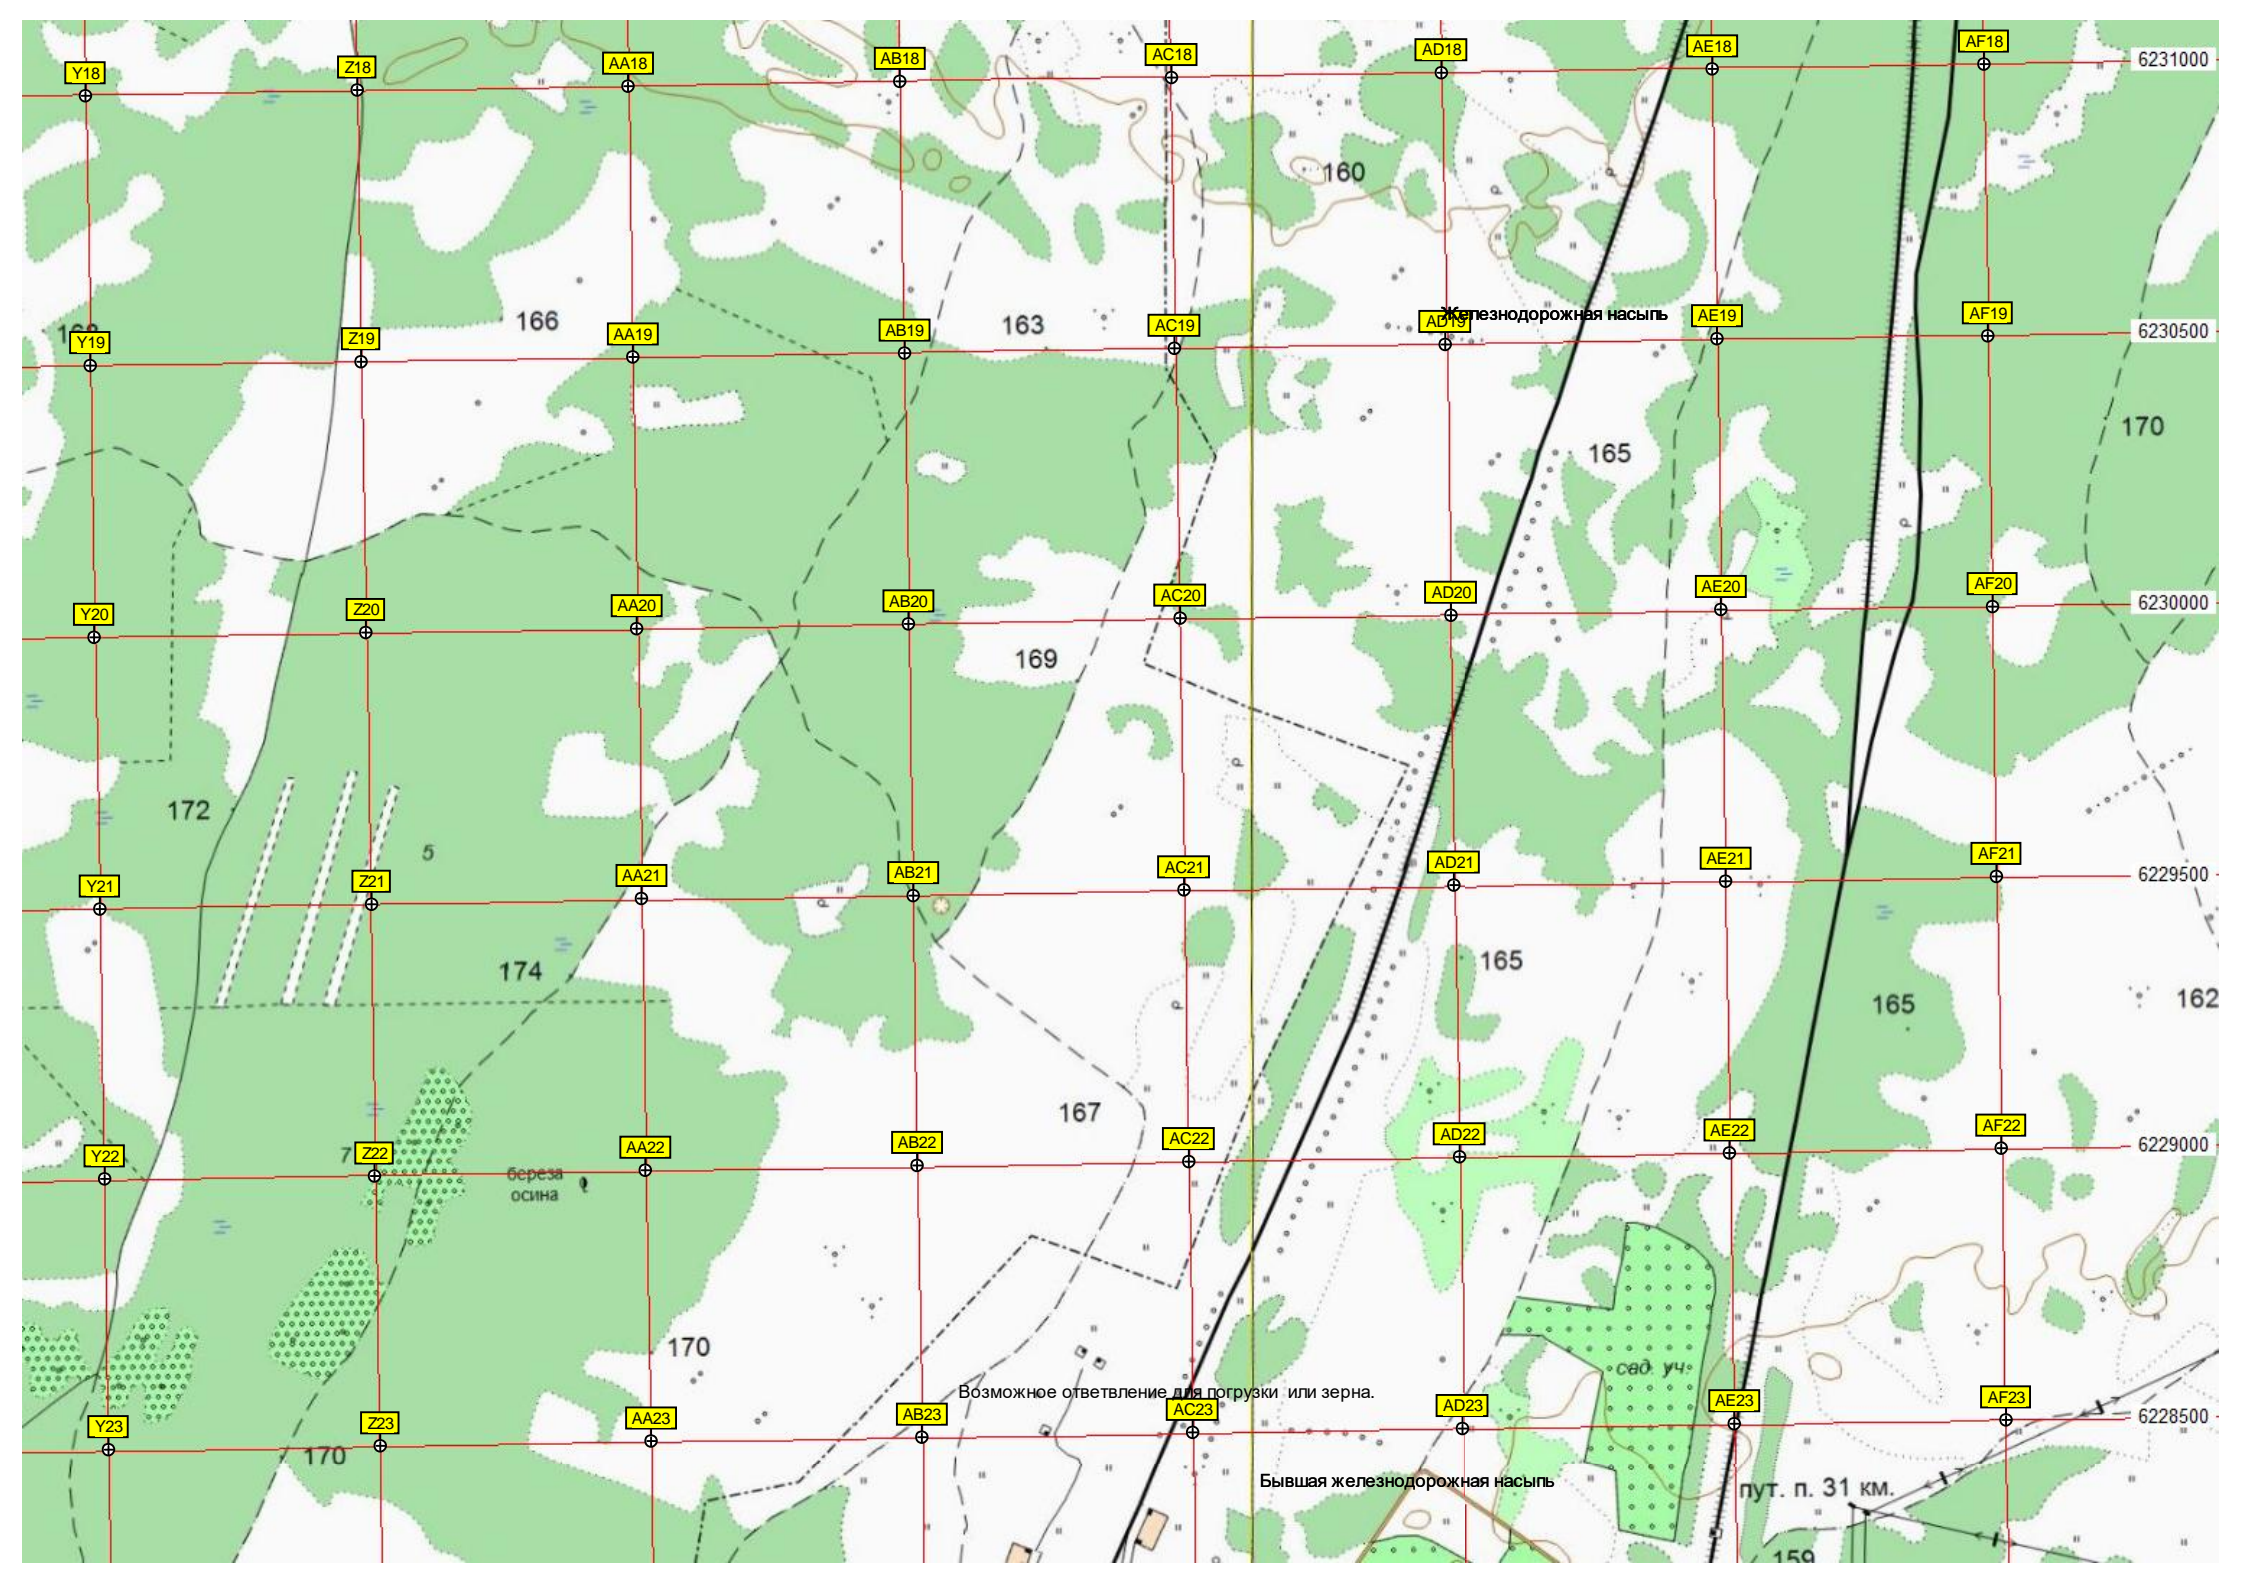 Y18
Z18
AA18
AB18
AC18
AD18
AE18
AF18
6231000
160
166
163
Железнодорожная насыпь
Y19
Z19
AA19
AB19
AC19
AD19
AE19
AF19
6230500
170
165
Y20
Z20
AA20
AB20
AC20
AD20
AE20
AF20
6230000
169
172
5
Y21
Z21
AA21
AB21
AC21
AD21
AE21
AF21
6229500
174
165
165
162
167
7
Y22
Z22
AA22
AB22
AC22
AD22
AE22
AF22
6229000
береза
осина
170
сад. уч.
Возможное ответвление для погрузки или зерна.
Y23
Z23
AA23
AB23
AC23
AD23
AE23
AF23
6228500
170
Бывшая железнодорожная насыпь
пут. п. 31 км.
159